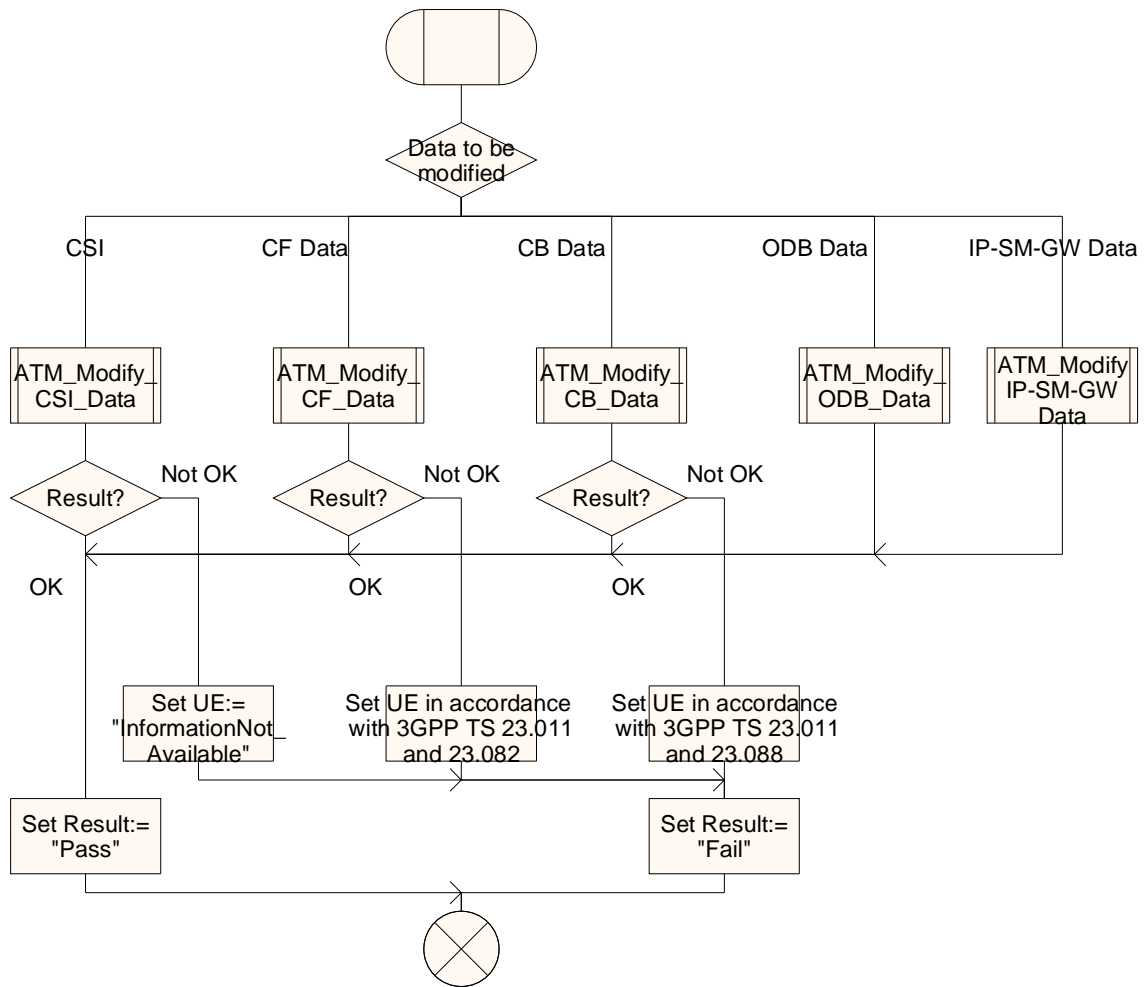 Data to be
modified
CSI
CF Data
CB Data
ODB Data
IP-SM-GW Data
ATM_Modify_
CSI_Data
ATM_Modify_
CF_Data
ATM_Modify_
CB_Data
ATM_Modify_
ODB_Data
ATM_Modify
IP-SM-GW
Data
Result?
Not OK
Result?
Not OK
Result?
Not OK
OK
OK
OK
Set UE:=
"InformationNot_
Available"
Set UE in accordance
with 3GPP TS 23.011
and 23.082
Set UE in accordance
with 3GPP TS 23.011
and 23.088
Set Result:=
"Pass"
Set Result:=
"Fail"